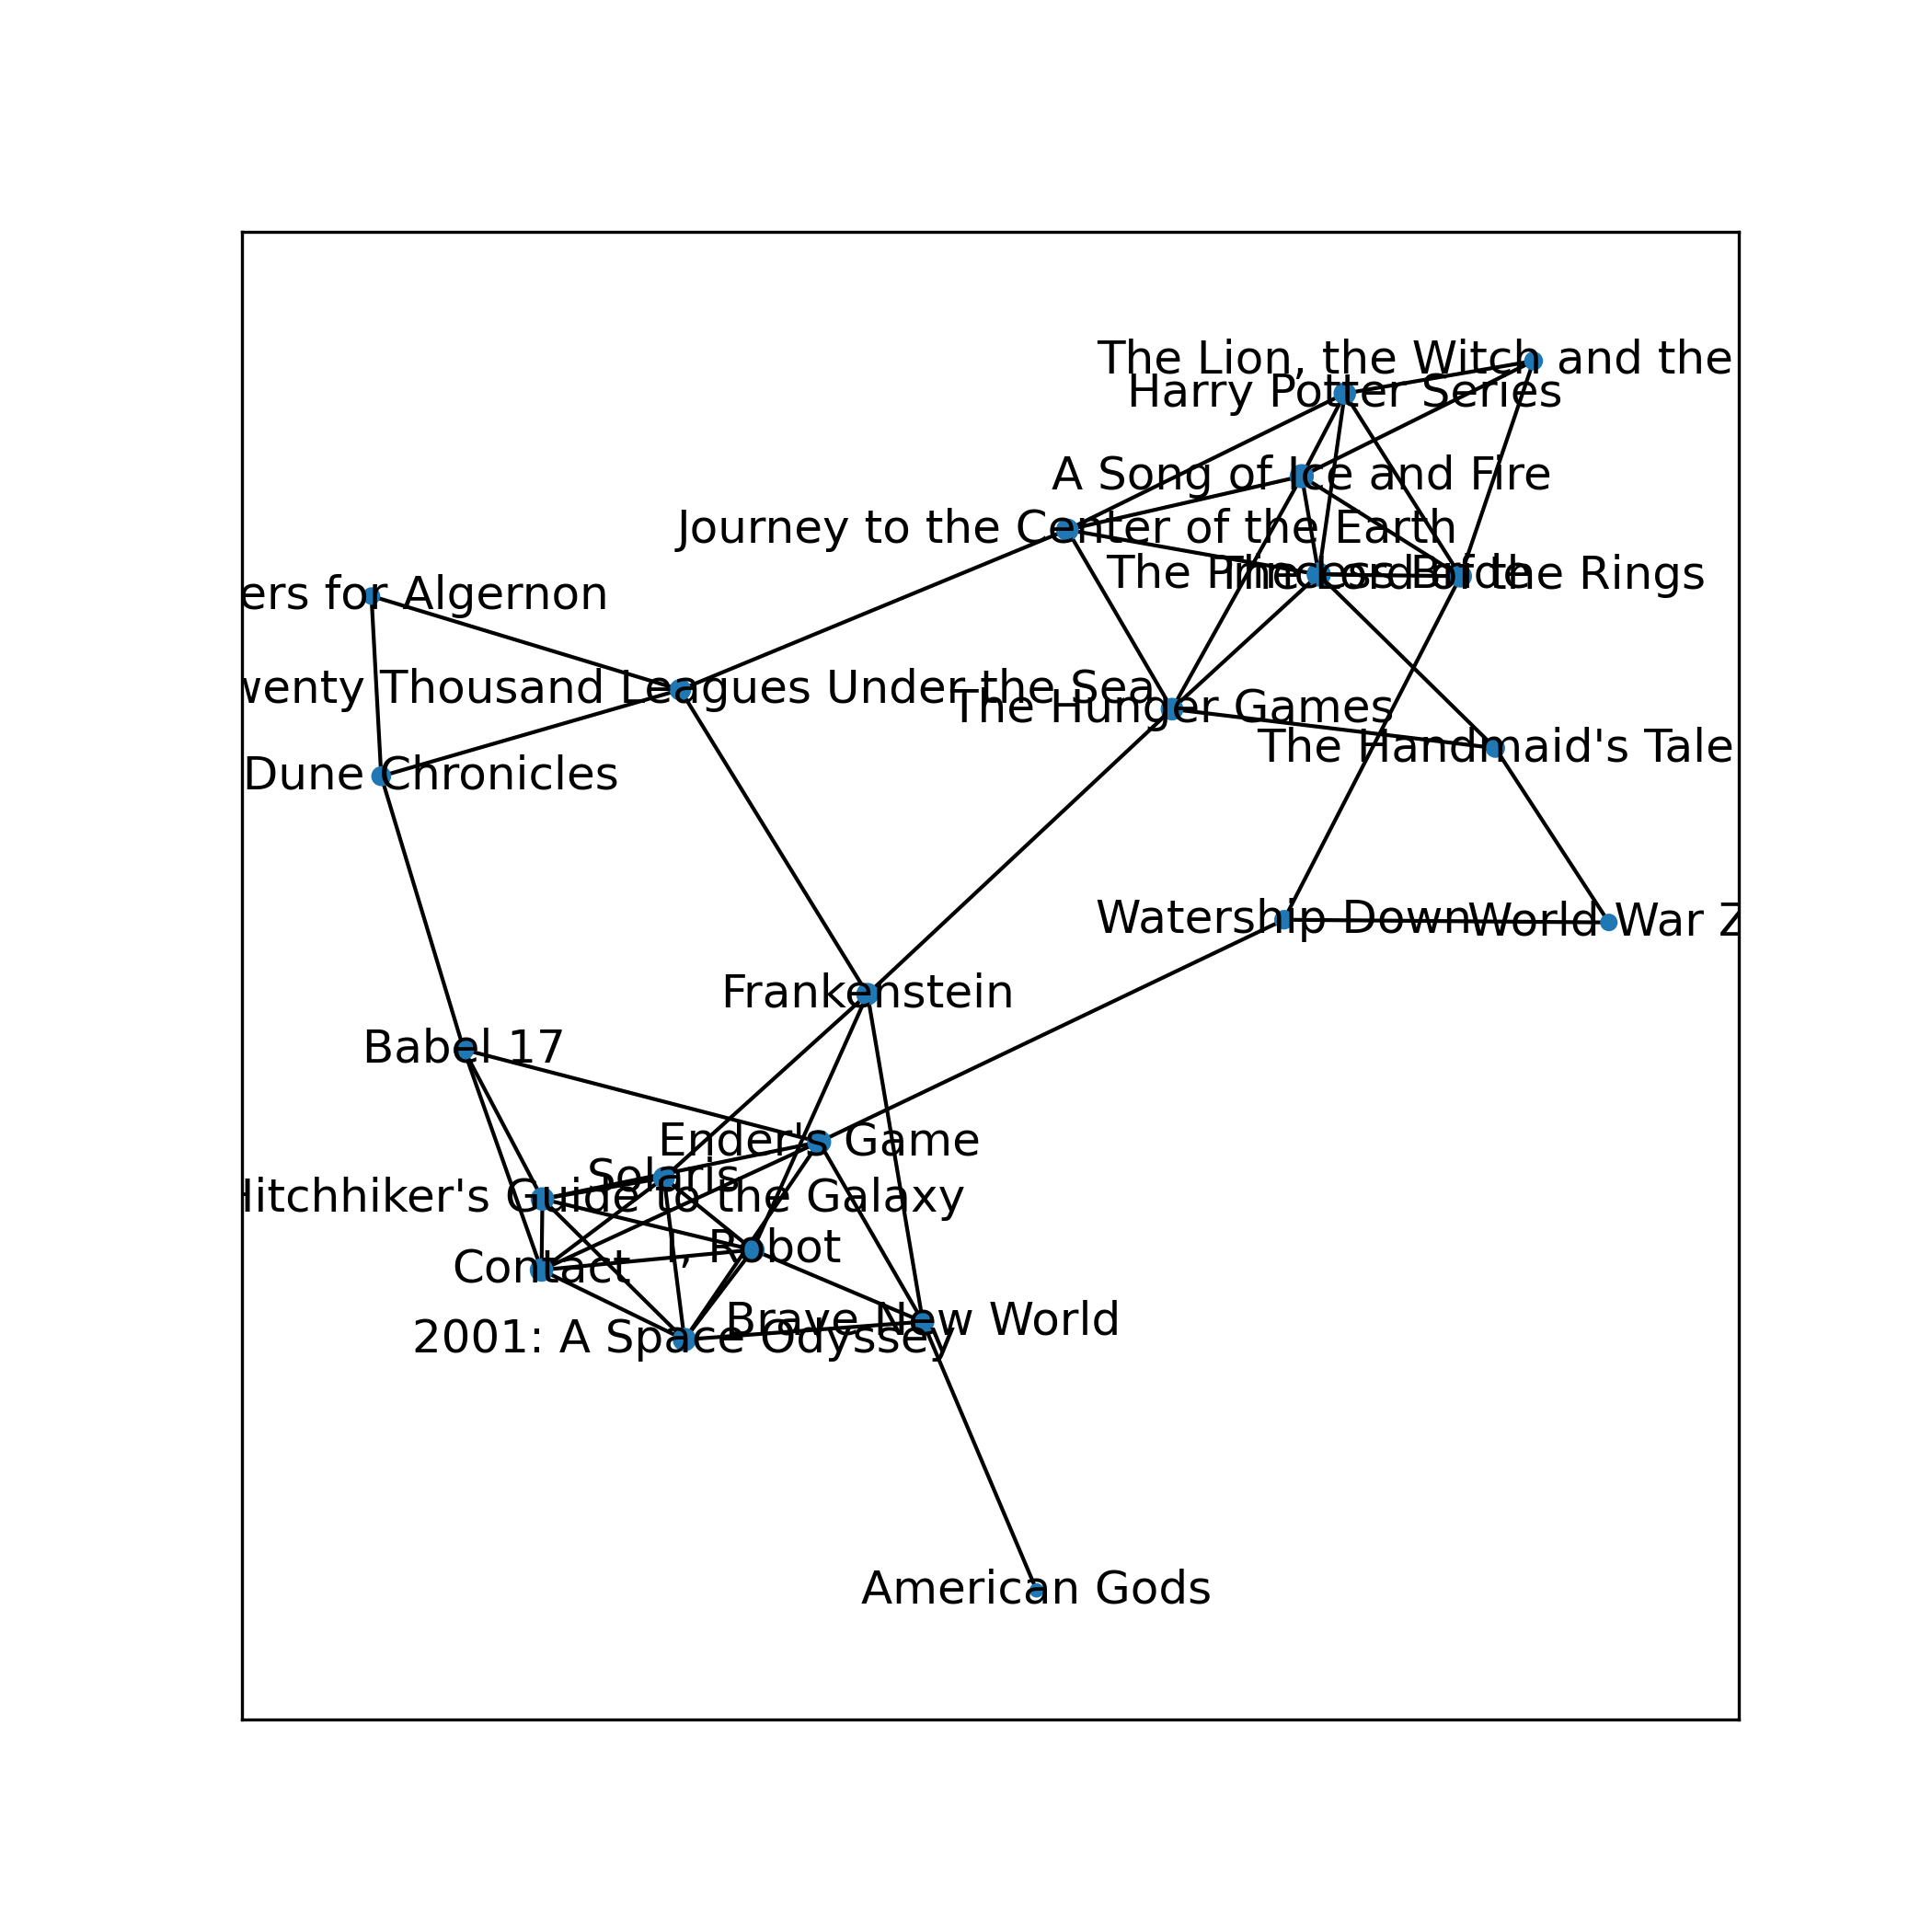 The Lion, the Witch and the
Harry Potter Series
A Song of Ice and Fire
Journey to the Center of the Earth
The Princess Bride
The Lord of the Rings
ers for Algernon
wenty Thousand Leagues Under the Sea
The Hunger Games
The Handmaid's Tale
Dune Chronicles
Watership Down
World War Z
Frankenstein
Babel 17
Ender's Game
Solaris
Hitchhiker's Guide to the Galaxy
I, Robot
Contact
Brave New World
2001: A Space Odyssey
American Gods